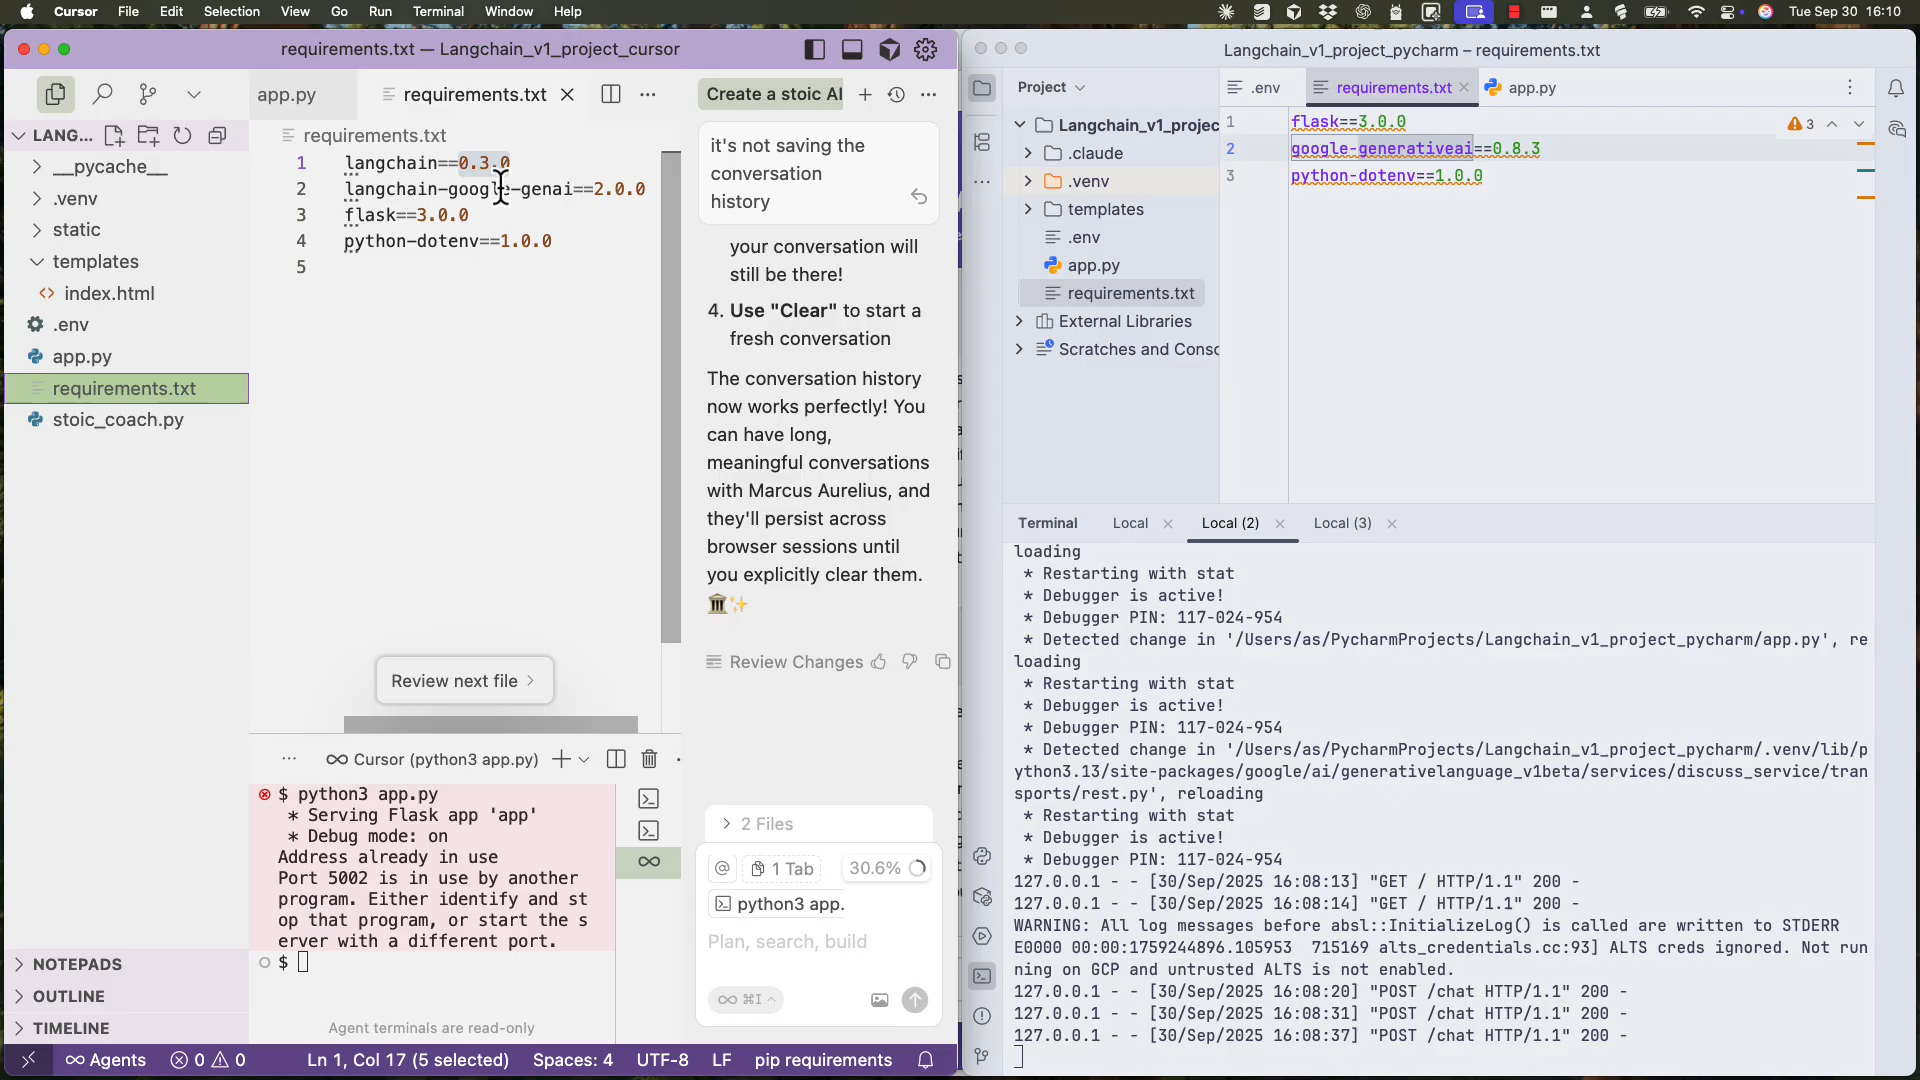 Cursor File Edit Selection View Go Run Terminal Window Help
Tue Sep 30 16:10
requirements.txt — Langchain_v1_project_cursor
app.py
requirements.txt
LANG...
__pycache__
.venv
static
templates
index.html
.env
app.py
requirements.txt
stoic_coach.py
NOTEPADS
OUTLINE
TIMELINE
requirements.txt
1 langchain==0.3.0
2 langchain-google-genai==2.0.0
3 flask==3.0.0
4 python-dotenv==1.0.0
5
Review next file
Cursor (python3 app.py)
$ python3 app.py
* Serving Flask app 'app'
* Debug mode: on
Address already in use
Port 5002 is in use by another
program. Either identify and st
op that program, or start the s
erver with a different port.
$
Agent terminals are read-only
Create a stoic AI
it's not saving the
conversation
history
your conversation will
still be there!
4. Use "Clear" to start a
fresh conversation
The conversation history
now works perfectly! You
can have long,
meaningful conversations
with Marcus Aurelius, and
they'll persist across
browser sessions until
you explicitly clear them.
🏛️✨
Review Changes
2 Files
@ 1 Tab 30.6%
python3 app.
Plan, search, build
∞ ⌘I
Agents 0 0 Ln 1, Col 17 (5 selected) Spaces: 4 UTF-8 LF pip requirements
Langchain_v1_project_pycharm – requirements.txt
Project
Langchain_v1_projec
.claude
.venv
templates
.env
app.py
requirements.txt
External Libraries
Scratches and Consc
.env requirements.txt app.py
1 flask==3.0.0
2 google-generativeai==0.8.3
3 python-dotenv==1.0.0
3
Terminal Local Local (2) Local (3)
loading
* Restarting with stat
* Debugger is active!
* Debugger PIN: 117-024-954
* Detected change in '/Users/as/PycharmProjects/Langchain_v1_project_pycharm/app.py', re
loading
* Restarting with stat
* Debugger is active!
* Debugger PIN: 117-024-954
* Detected change in '/Users/as/PycharmProjects/Langchain_v1_project_pycharm/.venv/lib/p
ython3.13/site-packages/google/ai/generativelanguage_v1beta/services/discuss_service/tran
sports/rest.py', reloading
* Restarting with stat
* Debugger is active!
* Debugger PIN: 117-024-954
127.0.0.1 - - [30/Sep/2025 16:08:13] "GET / HTTP/1.1" 200 -
127.0.0.1 - - [30/Sep/2025 16:08:14] "GET / HTTP/1.1" 200 -
WARNING: All log messages before absl::InitializeLog() is called are written to STDERR
E0000 00:00:1759244896.105953  715169 alts_credentials.cc:93] ALTS creds ignored. Not run
ning on GCP and untrusted ALTS is not enabled.
127.0.0.1 - - [30/Sep/2025 16:08:20] "POST /chat HTTP/1.1" 200 -
127.0.0.1 - - [30/Sep/2025 16:08:31] "POST /chat HTTP/1.1" 200 -
127.0.0.1 - - [30/Sep/2025 16:08:37] "POST /chat HTTP/1.1" 200 -